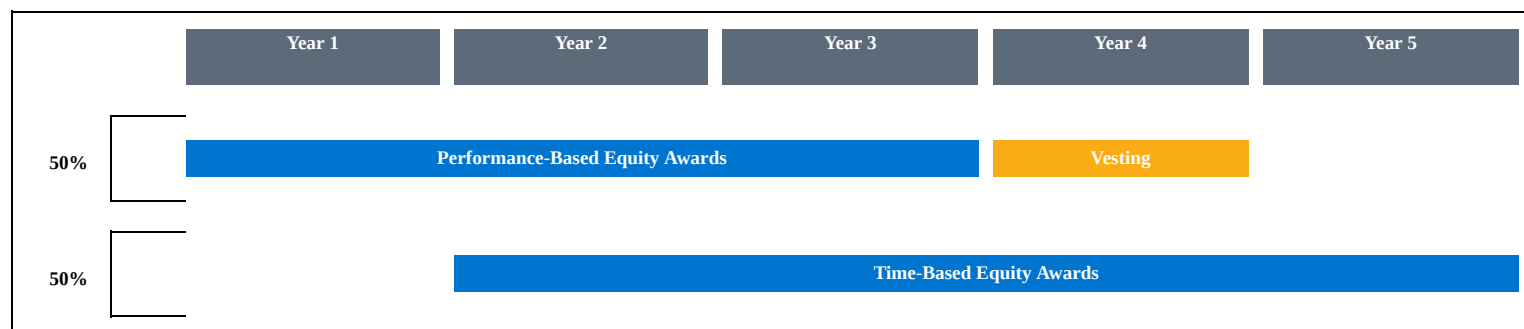 Year 1 Year 2 Year 3 Year 4 Year 5
50% Performance-Based Equity Awards Vesting
50% Time-Based Equity Awards